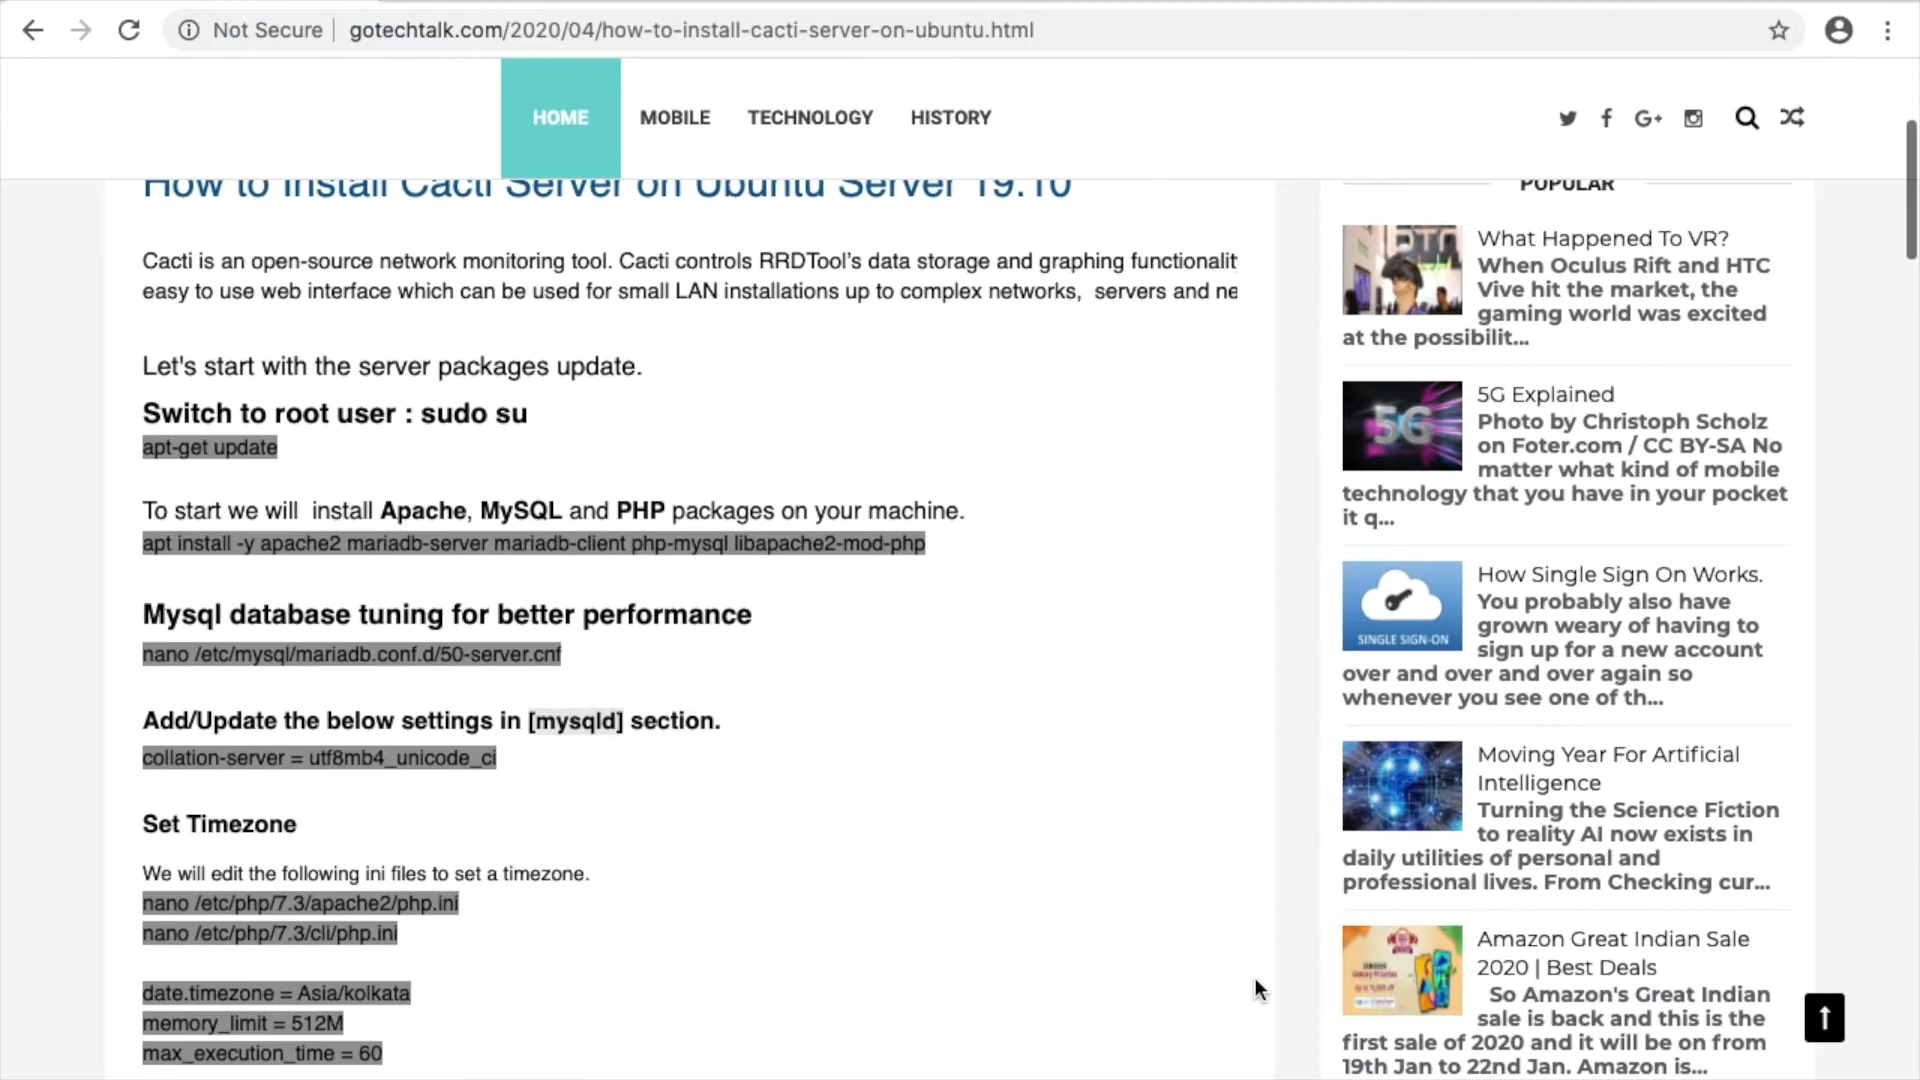 Not Secure
gotechtalk.com/2020/04/how-to-install-cacti-server-on-ubuntu.html
HOME
MOBILE
TECHNOLOGY
HISTORY
How to Install Cacti Server on Ubuntu Server 19.10
Cacti is an open-source network monitoring tool. Cacti controls RRDTool's data storage and graphing functionalit
easy to use web interface which can be used for small LAN installations up to complex networks,  servers and ne
Let's start with the server packages update.
Switch to root user : sudo su
apt-get update
To start we will  install Apache, MySQL and PHP packages on your machine.
apt install -y apache2 mariadb-server mariadb-client php-mysql libapache2-mod-php
Mysql database tuning for better performance
nano /etc/mysql/mariadb.conf.d/50-server.cnf
Add/Update the below settings in [mysqld] section.
collation-server = utf8mb4_unicode_ci
Set Timezone
We will edit the following ini files to set a timezone.
nano /etc/php/7.3/apache2/php.ini
nano /etc/php/7.3/cli/php.ini
date.timezone = Asia/kolkata
memory_limit = 512M
max_execution_time = 60
POPULAR
What Happened To VR?
When Oculus Rift and HTC
Vive hit the market, the
gaming world was excited
at the possibilit...
5G
5G Explained
Photo by Christoph Scholz
on Foter.com / CC BY-SA No
matter what kind of mobile
technology that you have in your pocket
it q...
SINGLE SIGN-ON
How Single Sign On Works.
You probably also have
grown weary of having to
sign up for a new account
over and over and over again so
whenever you see one of th...
Moving Year For Artificial
Intelligence
Turning the Science Fiction
to reality AI now exists in
daily utilities of personal and
professional lives. From Checking cur...
Amazon Great Indian Sale
2020 | Best Deals
So Amazon's Great Indian
sale is back and this is the
first sale of 2020 and it will be on from
19th Jan to 22nd Jan. Amazon is...